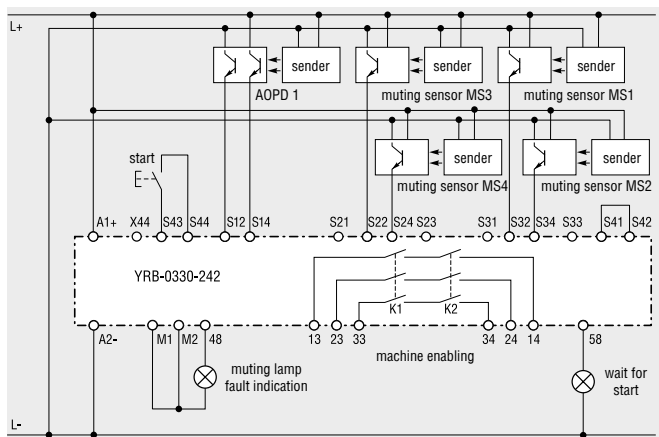 L+
sender
sender
sender
AOPD 1
muting sensor MS3
muting sensor MS1
sender
sender
start
muting sensor MS4
muting sensor MS2
A1+ X44 S43 S44 S12 S14 S21 S22 S24 S23 S31 S32 S34 S33 S41 S42
YRB-0330-242
K1 K2
A2- M1 M2 48 13 23 33 34 24 14 58
machine enabling
muting lamp
fault indication
wait for
start
L-